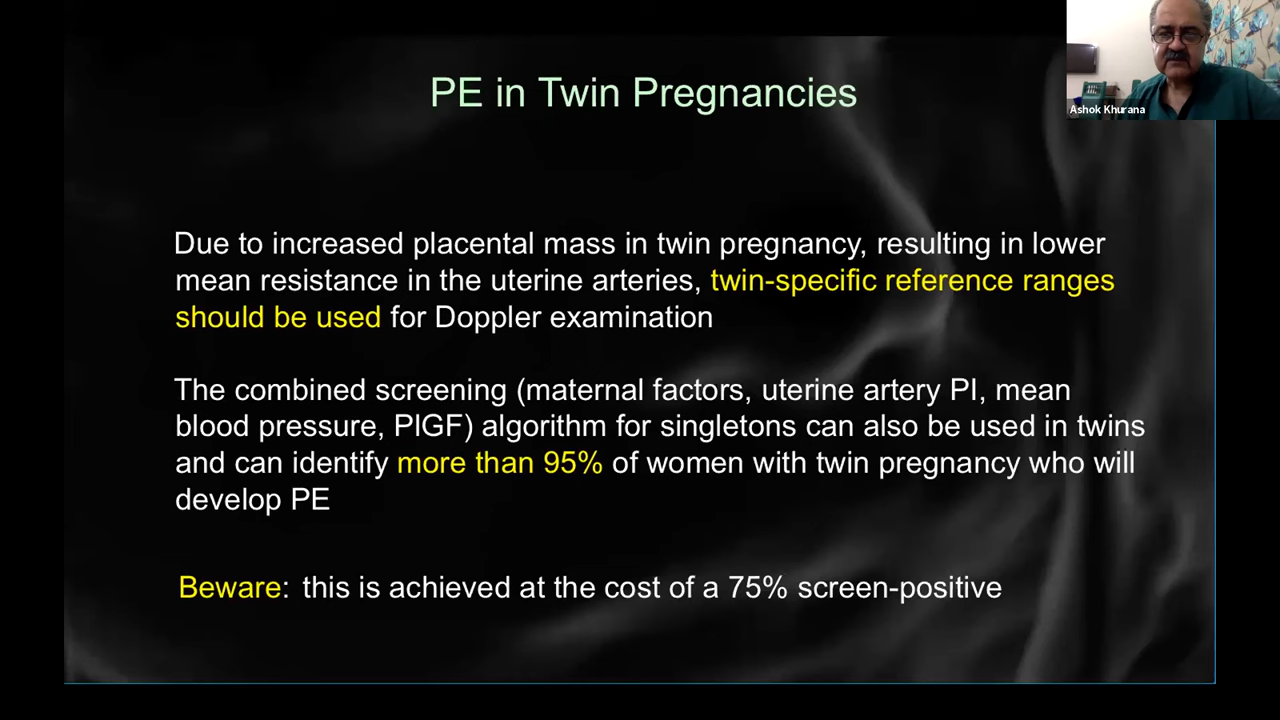 PE in Twin Pregnancies
Ashok Khurana
Due to increased placental mass in twin pregnancy, resulting in lower
mean resistance in the uterine arteries, twin-specific reference ranges
should be used for Doppler examination
The combined screening (maternal factors, uterine artery PI, mean
blood pressure, PlGF) algorithm for singletons can also be used in twins
and can identify more than 95% of women with twin pregnancy who will
develop PE
Beware: this is achieved at the cost of a 75% screen-positive